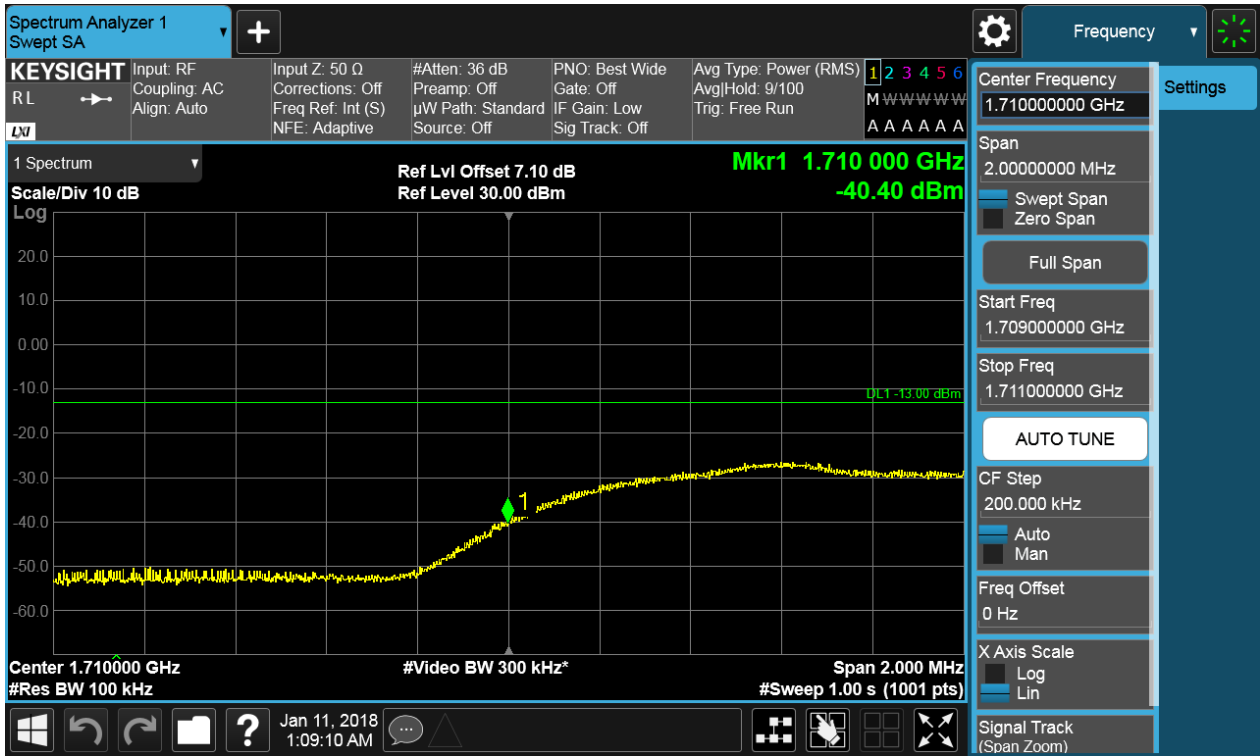 Spectrum Analyzer 1
Swept SA
+
Frequency
KEYSIGHT
R L
LXI
Input: RF
Coupling: AC
Align: Auto
Input Z: 50 Ω
Corrections: Off
Freq Ref: Int (S)
NFE: Adaptive
#Atten: 36 dB
Preamp: Off
µW Path: Standard
Source: Off
PNO: Best Wide
Gate: Off
IF Gain: Low
Sig Track: Off
Avg Type: Power (RMS)
Avg|Hold: 9/100
Trig: Free Run
1 2 3 4 5 6
M W W W W W
A A A A A A
1 Spectrum
Scale/Div 10 dB
Log
Ref Lvl Offset 7.10 dB
Ref Level 30.00 dBm
Mkr1 1.710 000 GHz
-40.40 dBm
20.0
10.0
0.00
-10.0
-20.0
-30.0
-40.0
-50.0
-60.0
DL1 -13.00 dBm
1
Center 1.710000 GHz
#Res BW 100 kHz
#Video BW 300 kHz*
Span 2.000 MHz
#Sweep 1.00 s (1001 pts)
Center Frequency
1.710000000 GHz
Span
2.00000000 MHz
Swept Span
Zero Span
Full Span
Start Freq
1.709000000 GHz
Stop Freq
1.711000000 GHz
AUTO TUNE
CF Step
200.000 kHz
Auto
Man
Freq Offset
0 Hz
X Axis Scale
Log
Lin
Signal Track
(Span Zoom)
Settings
?
Jan 11, 2018
1:09:10 AM